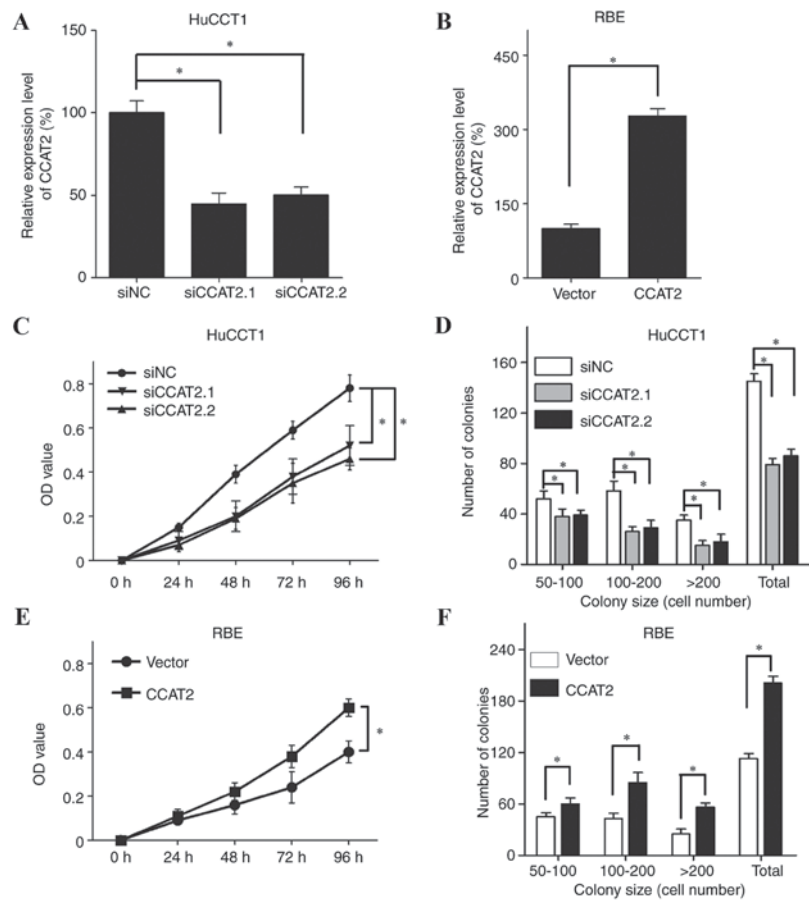 A
HuCCT1
Relative expression level
of CCAT2 (%)
150
100
50
0
*
*
siNC
siCCAT2.1
siCCAT2.2
B
RBE
Relative expression level
of CCAT2 (%)
450
300
150
0
*
Vector
CCAT2
C
HuCCT1
OD value
0.8
0.6
0.4
0.2
0
siNC
siCCAT2.1
siCCAT2.2
*
*
0 h
24 h
48 h
72 h
96 h
D
HuCCT1
Number of colonies
160
120
80
40
0
siNC
siCCAT2.1
siCCAT2.2
*
*
*
*
*
*
*
*
50-100
100-200
>200
Total
Colony size (cell number)
E
RBE
OD value
0.8
0.6
0.4
0.2
0
Vector
CCAT2
*
0 h
24 h
48 h
72 h
96 h
F
RBE
Number of colonies
240
180
120
60
0
Vector
CCAT2
*
*
*
*
50-100
100-200
>200
Total
Colony size (cell number)